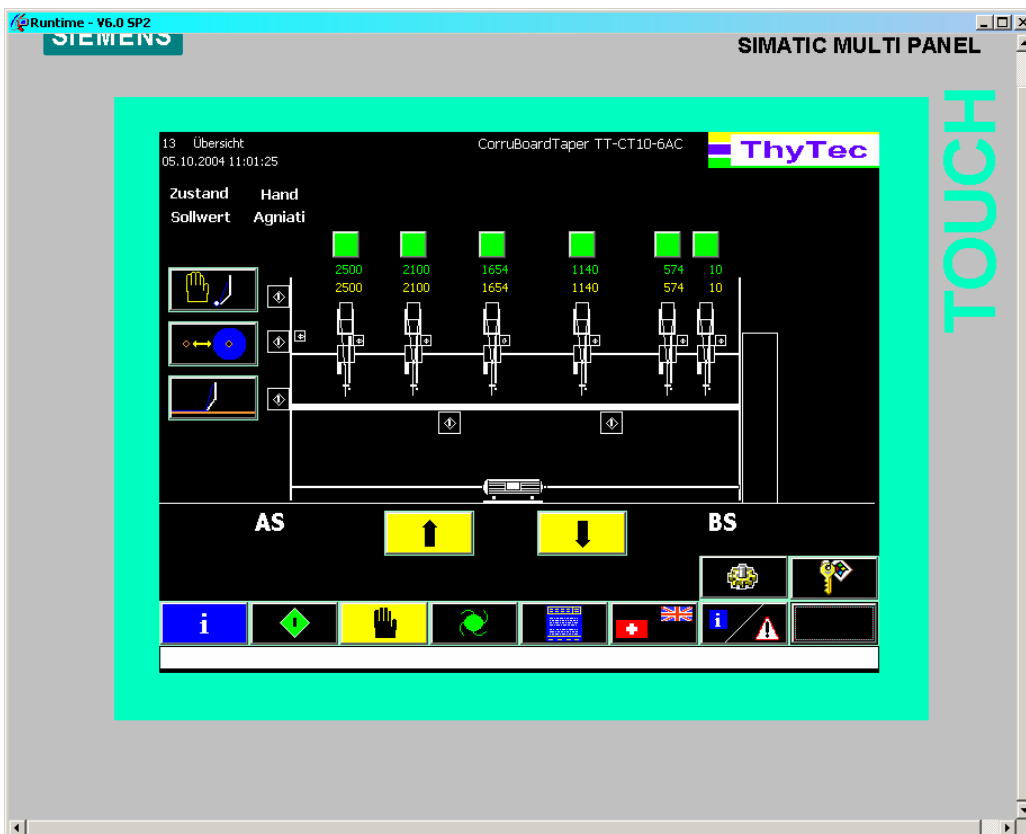 Runtime - V6.0 SP2
SIEMENS
SIMATIC MULTI PANEL
TOUCH
13 Übersicht
CorruBoardTaper TT-CT10-6AC
ThyTec
05.10.2004 11:01:25
Zustand Hand
Sollwert Agniati
2500 2100 1654 1140 574 10
2500 2100 1654 1140 574 10
AS
BS
i
i